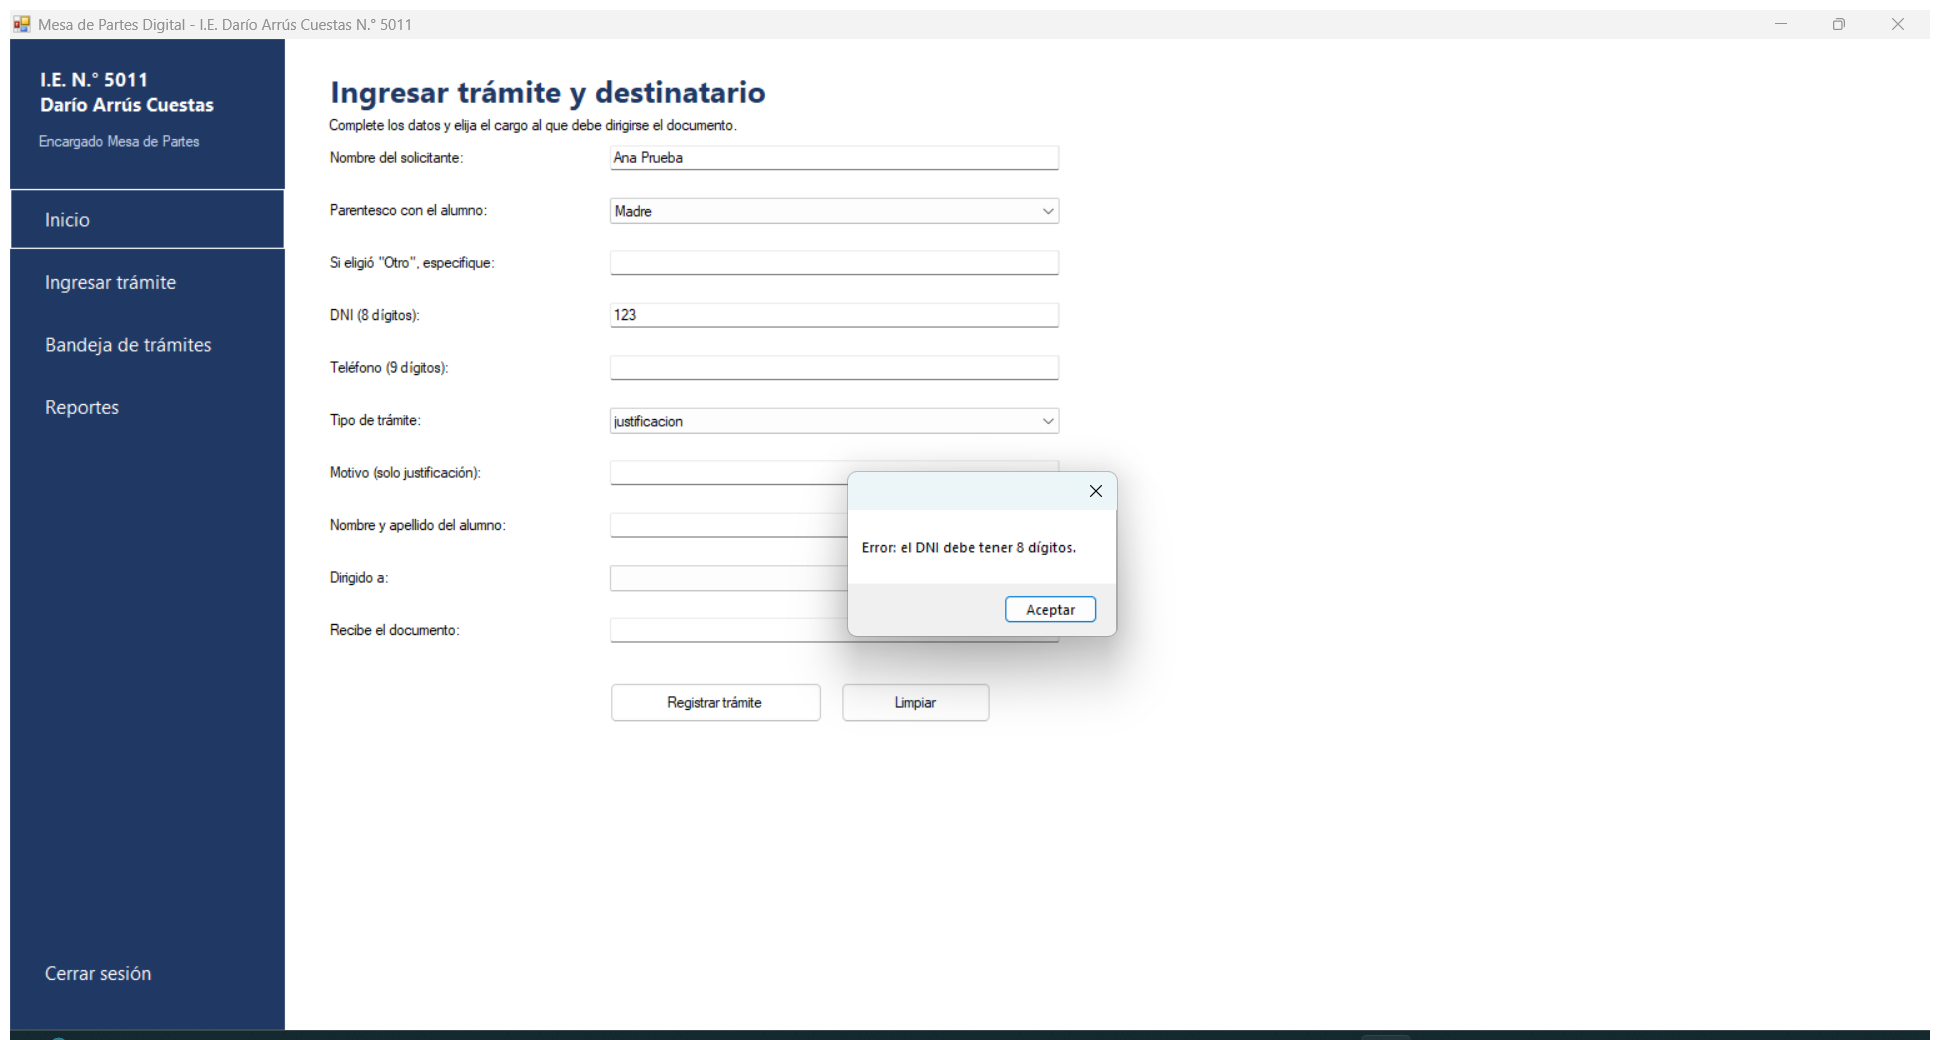 Mesa de Partes Digital - I.E. Darío Arrús Cuestas N.° 5011
I.E. N.° 5011
Darío Arrús Cuestas
Encargado Mesa de Partes
Inicio
Ingresar trámite
Bandeja de trámites
Reportes
Cerrar sesión
Ingresar trámite y destinatario
Complete los datos y elija el cargo al que debe dirigirse el documento.
Nombre del solicitante: Ana Prueba
Parentesco con el alumno: Madre
Si eligió "Otro", especifique:
DNI (8 dígitos): 123
Teléfono (9 dígitos):
Tipo de trámite: justificacion
Motivo (solo justificación):
Nombre y apellido del alumno:
Dirigido a:
Recibe el documento:
Error: el DNI debe tener 8 dígitos.
Aceptar
Registrar trámite Limpiar